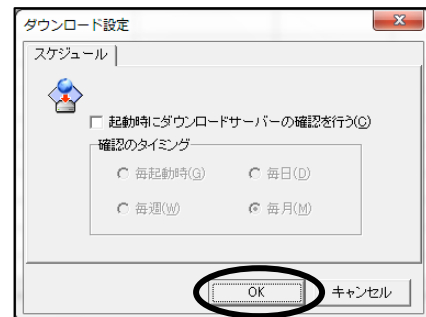 ダウンロード設定
スケジュール
起動時にダウンロードサーバーの確認を行う(C)
確認のタイミング
毎起動時(G) 毎日(D)
毎週(W) 毎月(M)
OK キャンセル